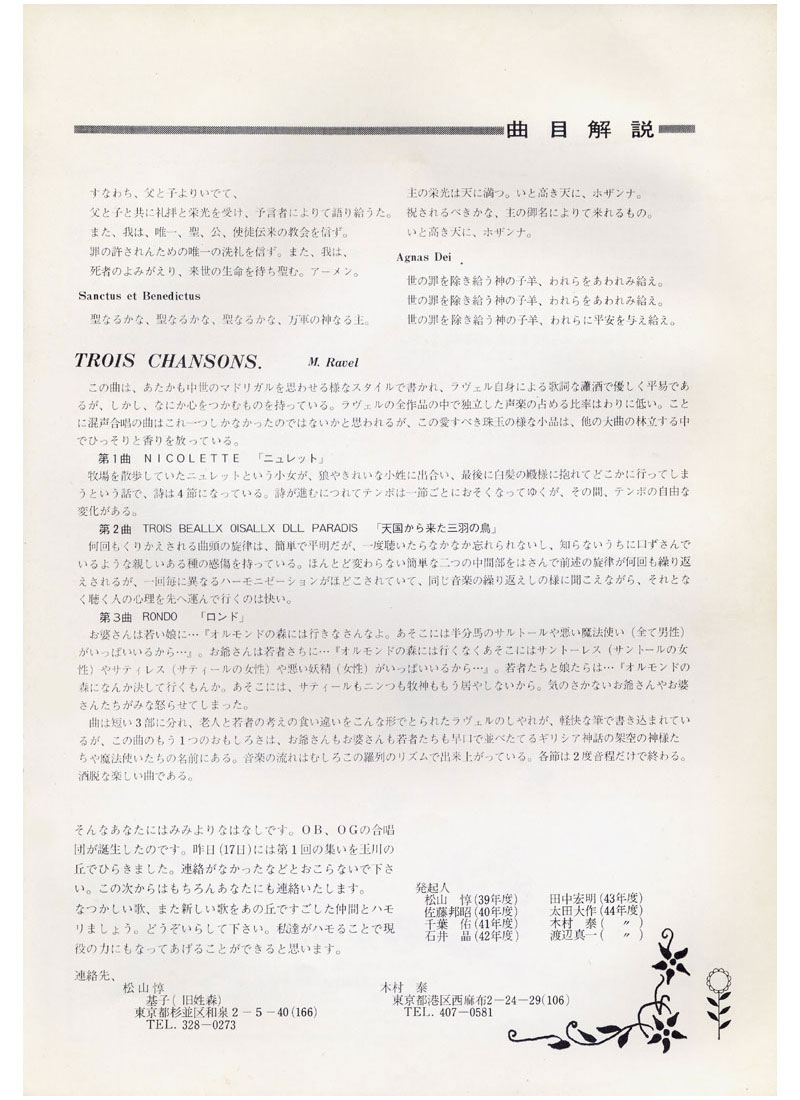 曲目解説
すなわち、父と子よりいでて、
父と子と共に礼拝と栄光を受け、予言者によりて語り給うた。
また、我は、唯一、聖、公、使徒伝来の教会を信ず。
罪の許されんための唯一の洗礼を信ず。また、我は、
死者のよみがえり、来世の生命を待ち望む。アーメン。
Sanctus et Benedictus
聖なるかな、聖なるかな、聖なるかな、万軍の神なる主。
主の栄光は天に満つ。いと高き天に、ホザンナ。
祝されるべきかな、主の御名によりて来れるもの。
いと高き天に、ホザンナ。
Agnas Dei .
世の罪を除き給う神の子羊、われらをあわれみ給え。
世の罪を除き給う神の子羊、われらをあわれみ給え。
世の罪を除き給う神の子羊、われらに平安を与え給え。
TROIS CHANSONS. M. Ravel
この曲は、あたかも中世のマドリガルを思わせる様なスタイルで書かれ、ラヴェル自身による歌詞な瀟洒で優しく平易であ
るが、しかし、なにか心をつかむものを持っている。ラヴェルの全作品の中で独立した声楽の占める比率はわりに低い。こと
に混声合唱の曲はこれ一つしかなかったのではないかと思われるが、この愛すべき珠玉の様な小品は、他の大曲の林立する中
でひっそりと香りを放っている。
第1曲 NICOLETTE 「ニュレット」
牧場を散歩していたニュレットという小女が、狼やきれいな小姓に出合い、最後に白髪の殿様に抱れてどこかに行ってしま
うという話で、詩は4節になっている。詩が進むにつれてテンポは一節ごとにおそくなってゆくが、その間、テンポの自由な
変化がある。
第2曲 TROIS BEALLX OISALLX DLL PARADIS 「天国から来た三羽の鳥」
何回もくりかえされる曲頭の旋律は、簡単で平明だが、一度聴いたらなかなか忘れられないし、知らないうちに口ずさんで
いるような親しいある種の感傷を持っている。ほんとど変わらない簡単な二つの中間部をはさんで前述の旋律が何回も繰り返
えされるが、一回毎に異なるハーモニゼーションがほどこされていて、同じ音楽の繰り返えしの様に聞こえながら、それとな
く聴く人の心理を先へ運んで行くのは快い。
第3曲 RONDO 「ロンド」
お婆さんは若い娘に…『オルモンドの森には行きなさんなよ。あそこには半分馬のサルトールや悪い魔法使い（全て男性）
がいっぱいいるから…』。お爺さんは若者さちに…『オルモンドの森には行くなくあそこにはサントーレス（サントールの女
性）やサティレス（サティールの女性）や悪い妖精（女性）がいっぱいいるから…』。若者たちと娘たらは…『オルモンドの
森になんか決して行くもんか。あそこには、サティールもニンつも牧神ももう居やしないから。気のさかないお爺さんやお婆
さんたちがみな怒らせてしまった。
曲は短い3部に分れ、老人と若者の考えの食い違いをこんな形でとられたラヴェルのしやれが、軽快な筆で書き込まれてい
るが、この曲のもう1つのおもしろさは、お爺さんもお婆さんも若者たちも早口で並べたてるギリシア神話の架空の神様た
ちや魔法使いたちの名前にある。音楽の流れはむしろこの羅列のリズムで出来上がっている。各節は2度音程だけで終わる。
酒脱な楽しい曲である。
そんなあなたにはみみよりなはなしです。OB、OGの合唱
団が誕生したのです。昨日(17日)には第1回の集いを玉川の
丘でひらきました。連絡がなかったなどとおこらないで下さ
い。この次からはもちろんあなたにも連絡いたします。
なつかしい歌、また新しい歌をあの丘ですごした仲間とハモ
リましょう。どうぞいらして下さい。私達がハモることで現
役の力にもなってあげることができると思います。
連絡先、
松山惇
基子(旧姓森)
東京都杉並区和泉2-5-40(166)
TEL. 328-0273
発起人
松山 惇(39年度) 田中宏明(43年度)
佐藤邦昭(40年度) 太田大作(44年度)
千葉 佑(41年度) 木村 泰( 〃 )
石井 晶(42年度) 渡辺真一( 〃 )
木村 泰
東京都港区西麻布2-24-29(106)
TEL. 407-0581